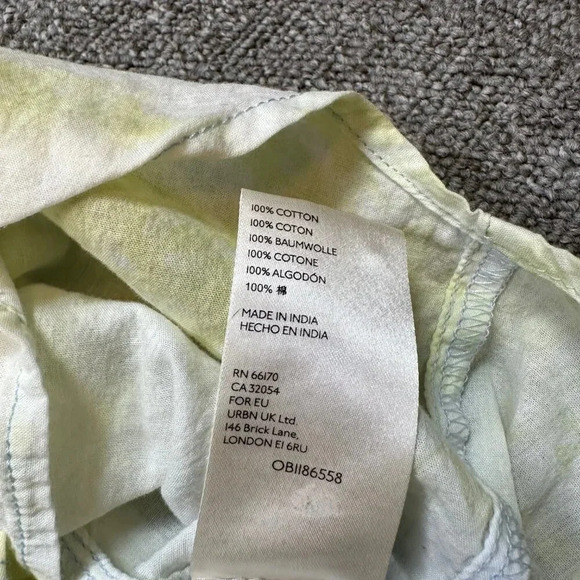 100% COTTON
100% COTON
100% BAUMWOLLE
100% COTONE
100% ALGODÓN
100% 棉
MADE IN INDIA
HECHO EN INDIA
RN 66170
CA 32054
FOR EU
URBN UK Ltd.
146 Brick Lane,
LONDON E1 6RU
OB1186558